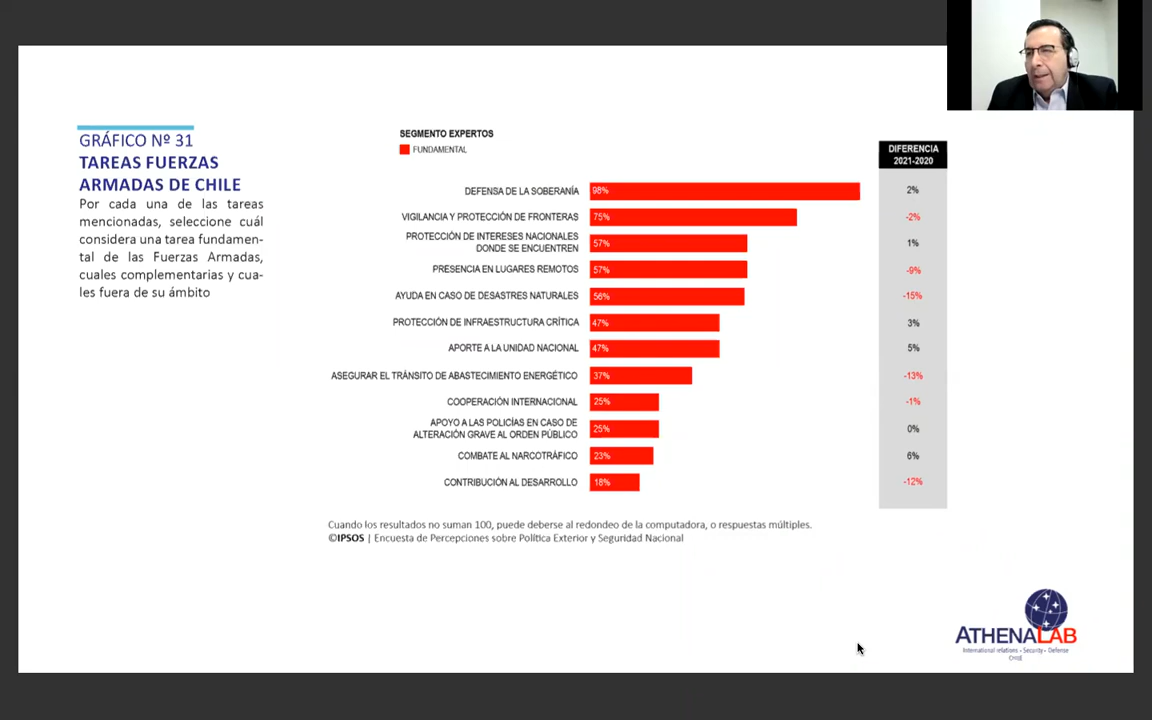 GRÁFICO Nº 31
TAREAS FUERZAS
ARMADAS DE CHILE
Por cada una de las tareas
mencionadas, seleccione cuál
considera una tarea fundamen-
tal de las Fuerzas Armadas,
cuales complementarias y cua-
les fuera de su ámbito
SEGMENTO EXPERTOS
FUNDAMENTAL
DIFERENCIA
2021-2020
DEFENSA DE LA SOBERANÍA 98% 2%
VIGILANCIA Y PROTECCIÓN DE FRONTERAS 75% -2%
PROTECCIÓN DE INTERESES NACIONALES
DONDE SE ENCUENTREN 57% 1%
PRESENCIA EN LUGARES REMOTOS 57% -9%
AYUDA EN CASO DE DESASTRES NATURALES 56% -15%
PROTECCIÓN DE INFRAESTRUCTURA CRÍTICA 47% 3%
APORTE A LA UNIDAD NACIONAL 47% 5%
ASEGURAR EL TRÁNSITO DE ABASTECIMIENTO ENERGÉTICO 37% -13%
COOPERACIÓN INTERNACIONAL 25% -1%
APOYO A LAS POLICÍAS EN CASO DE
ALTERACIÓN GRAVE AL ORDEN PÚBLICO 25% 0%
COMBATE AL NARCOTRÁFICO 23% 6%
CONTRIBUCIÓN AL DESARROLLO 18% -12%
Cuando los resultados no suman 100, puede deberse al redondeo de la computadora, o respuestas múltiples.
©IPSOS | Encuesta de Percepciones sobre Política Exterior y Seguridad Nacional
ATHENALAB
International relations • Security • Defense
CHILE